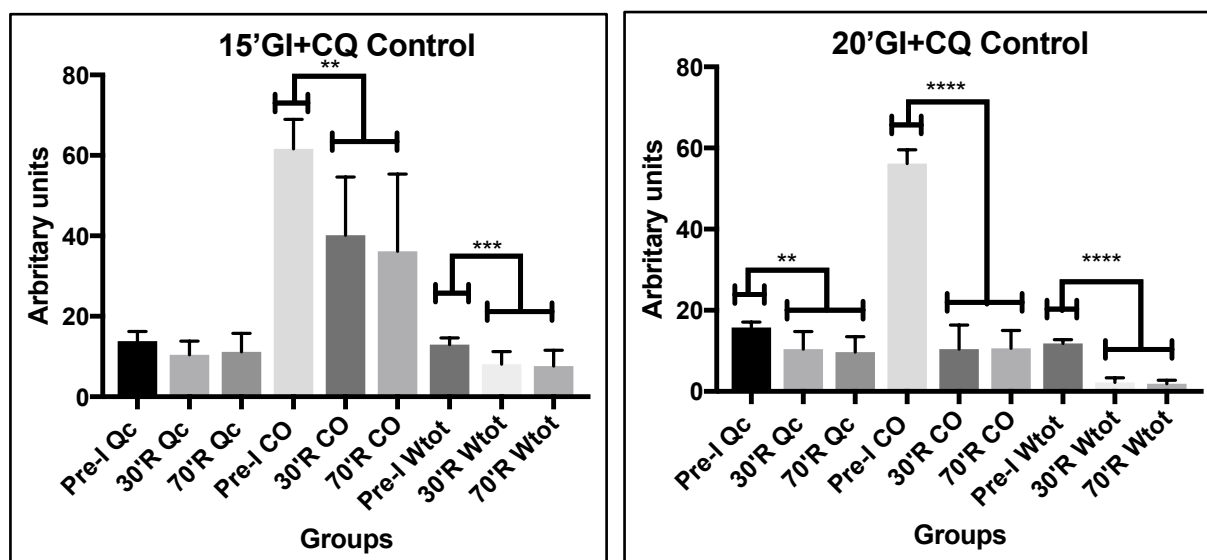 15’GI+CQ Control
80
60
40
20
0
Arbritary units
**
***
Pre-I Qc
30'R Qc
70'R Qc
Pre-I CO
30'R CO
70'R CO
Pre-I Wtot
30'R Wtot
70'R Wtot
Groups
20’GI+CQ Control
80
60
40
20
0
Arbritary units
**
****
****
Pre-I Qc
30'R Qc
70'R Qc
Pre-I CO
30'R CO
70'R CO
Pre-I Wtot
30'R Wtot
70'R Wtot
Groups